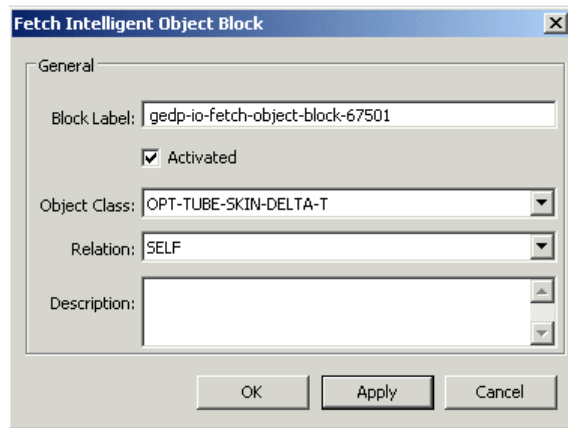 Fetch Intelligent Object Block
General
Block Label: gedp-io-fetch-object-block-67501
Activated
Object Class: OPT-TUBE-SKIN-DELTA-T
Relation: SELF
Description:
OK Apply Cancel